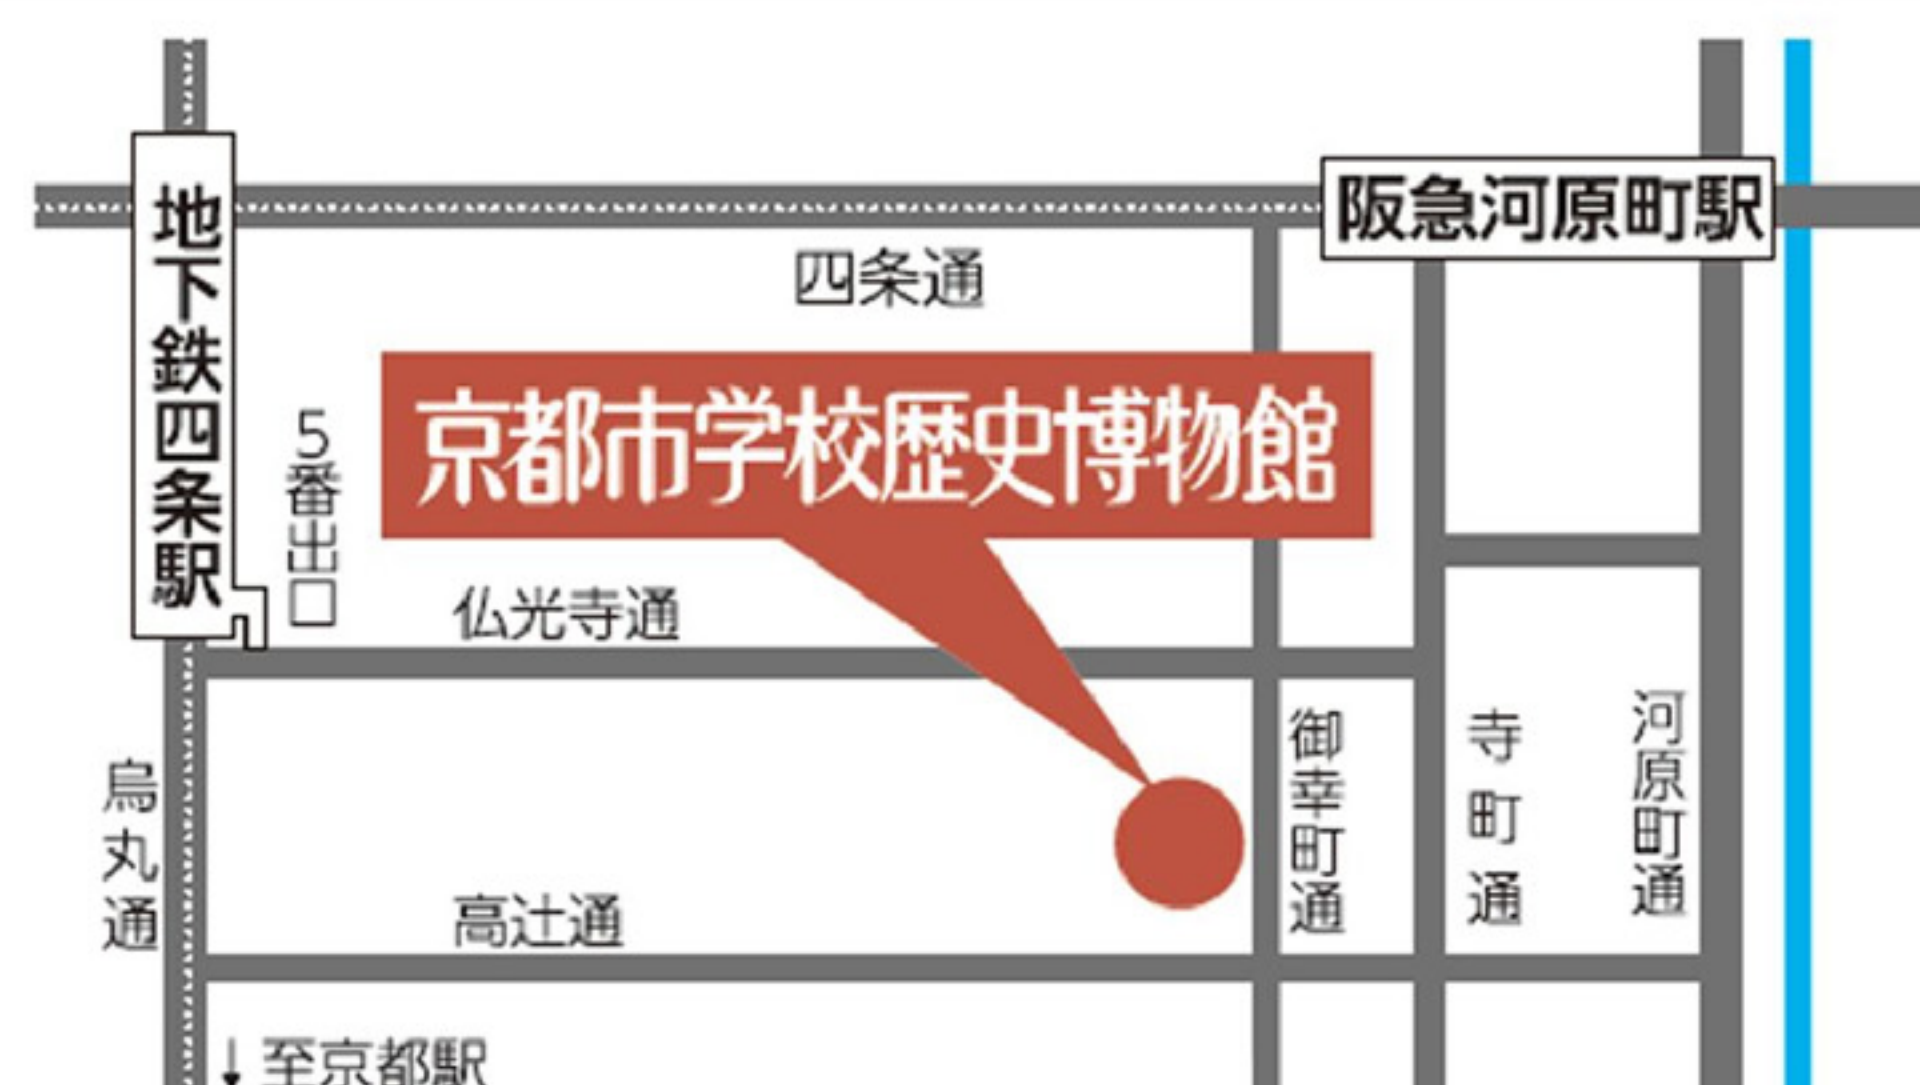 地下鉄四条駅
阪急河原町駅
四条通
京都市学校歴史博物館
5番出口
仏光寺通
御幸町通
寺町通
河原町通
烏丸通
高辻通
↓至京都駅